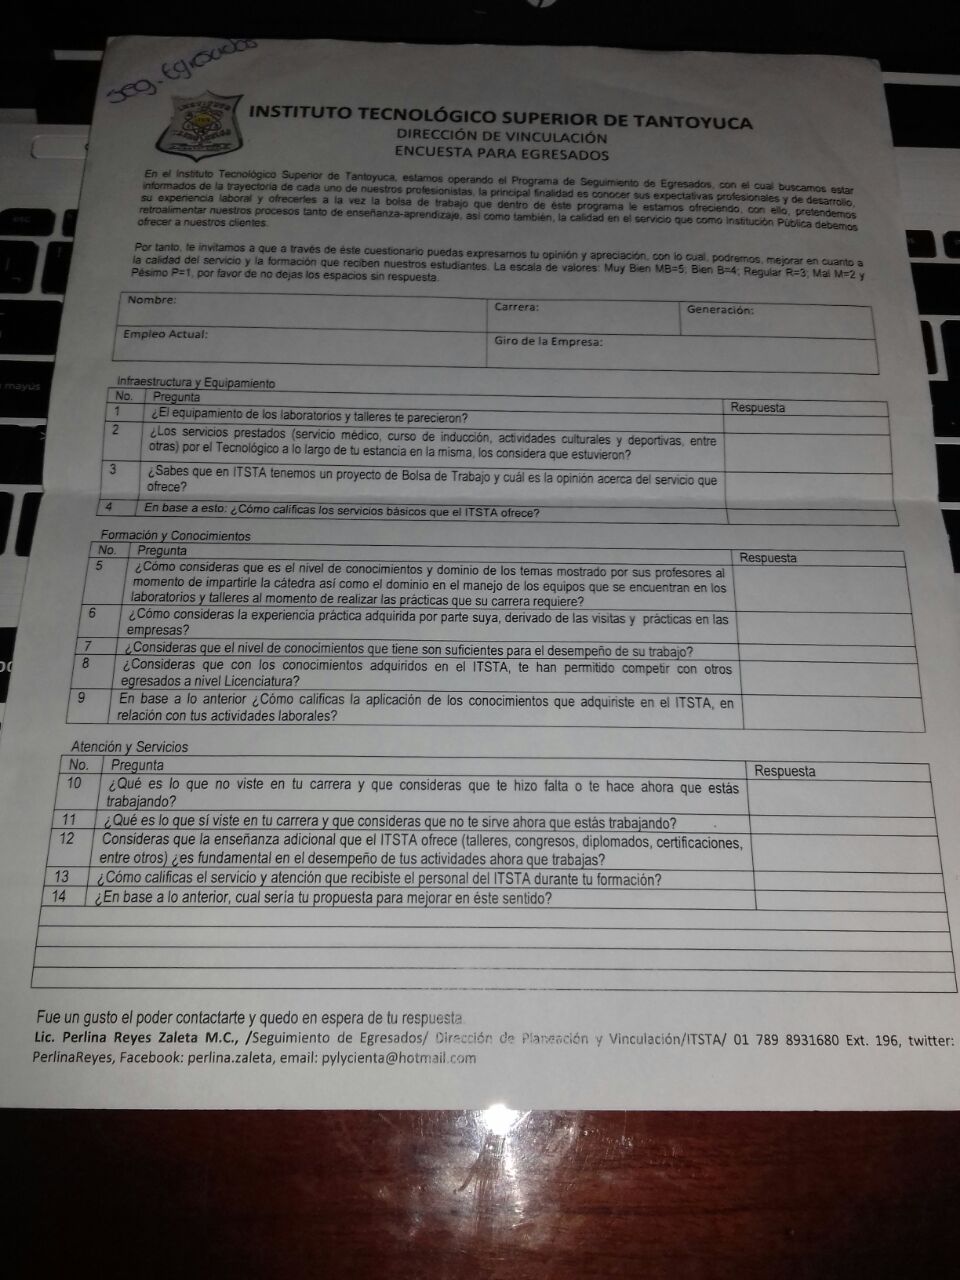 Seg. Egresados
INSTITUTO TECNOLÓGICO SUPERIOR DE TANTOYUCA
DIRECCIÓN DE VINCULACIÓN
ENCUESTA PARA EGRESADOS
En el Instituto Tecnológico Superior de Tantoyuca, estamos operando el Programa de Seguimiento de Egresados, con el cual buscamos estar
informados de la trayectoria de cada uno de nuestros profesionistas, la principal finalidad es conocer sus expectativas profesionales y de desarrollo,
su experiencia laboral y ofrecerles a la vez la bolsa de trabajo que dentro de éste programa le estamos ofreciendo, con ello, pretendemos
retroalimentar nuestros procesos tanto de enseñanza-aprendizaje, así como también, la calidad en el servicio que como Institución Pública debemos
ofrecer a nuestros clientes.
Por tanto, te invitamos a que a través de éste cuestionario puedas expresarnos tu opinión y apreciación, con lo cual, podremos, mejorar en cuanto a
la calidad del servicio y la formación que reciben nuestros estudiantes. La escala de valores: Muy Bien MB=5; Bien B=4; Regular R=3; Mal M=2 y
Pésimo P=1, por favor de no dejas los espacios sin respuesta.
Nombre: Carrera: Generación:
Empleo Actual: Giro de la Empresa:
Infraestructura y Equipamiento
No. Pregunta Respuesta
1 ¿El equipamiento de los laboratorios y talleres te parecieron?
2 ¿Los servicios prestados (servicio médico, curso de inducción, actividades culturales y deportivas, entre
otras) por el Tecnológico a lo largo de tu estancia en la misma, los considera que estuvieron?
3 ¿Sabes que en ITSTA tenemos un proyecto de Bolsa de Trabajo y cuál es la opinión acerca del servicio que
ofrece?
4 En base a esto: ¿Cómo calificas los servicios básicos que el ITSTA ofrece?
Formación y Conocimientos
No. Pregunta Respuesta
5 ¿Cómo consideras que es el nivel de conocimientos y dominio de los temas mostrado por sus profesores al
momento de impartirle la cátedra así como el dominio en el manejo de los equipos que se encuentran en los
laboratorios y talleres al momento de realizar las prácticas que su carrera requiere?
6 ¿Cómo consideras la experiencia práctica adquirida por parte suya, derivado de las visitas y prácticas en las
empresas?
7 ¿Consideras que el nivel de conocimientos que tiene son suficientes para el desempeño de su trabajo?
8 ¿Consideras que con los conocimientos adquiridos en el ITSTA, te han permitido competir con otros
egresados a nivel Licenciatura?
9 En base a lo anterior ¿Cómo calificas la aplicación de los conocimientos que adquiriste en el ITSTA, en
relación con tus actividades laborales?
Atención y Servicios
No. Pregunta Respuesta
10 ¿Qué es lo que no viste en tu carrera y que consideras que te hizo falta o te hace ahora que estás
trabajando?
11 ¿Qué es lo que sí viste en tu carrera y que consideras que no te sirve ahora que estás trabajando?
12 Consideras que la enseñanza adicional que el ITSTA ofrece (talleres, congresos, diplomados, certificaciones,
entre otros) ¿es fundamental en el desempeño de tus actividades ahora que trabajas?
13 ¿Cómo calificas el servicio y atención que recibiste el personal del ITSTA durante tu formación?
14 ¿En base a lo anterior, cual sería tu propuesta para mejorar en éste sentido?
Fue un gusto el poder contactarte y quedo en espera de tu respuesta.
Lic. Perlina Reyes Zaleta M.C., /Seguimiento de Egresados/ Dirección de Planeación y Vinculación/ITSTA/ 01 789 8931680 Ext. 196, twitter:
PerlinaReyes, Facebook: perlina.zaleta, email: pylycienta@hotmail.com